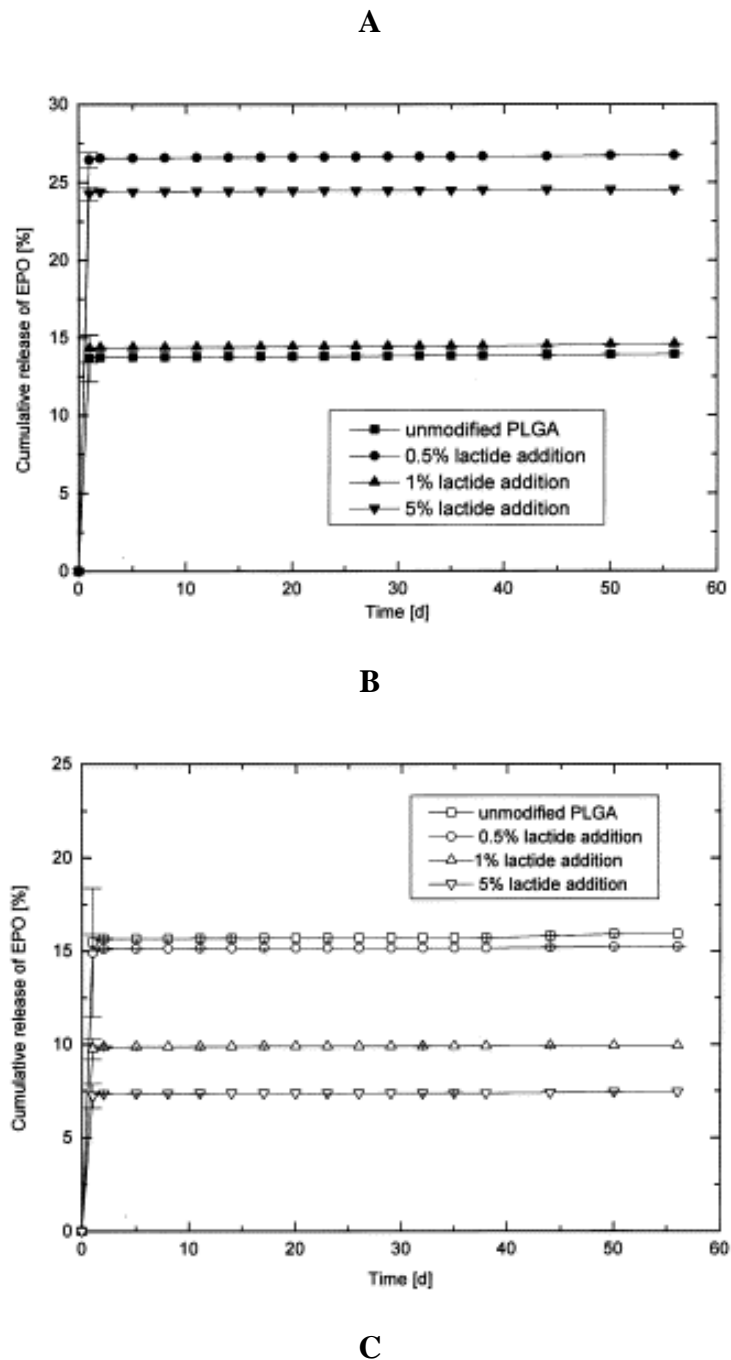 A
30
25
20
15
10
5
0
Cumulative release of EPO [%]
unmodified PLGA
0.5% lactide addition
1% lactide addition
5% lactide addition
0 10 20 30 40 50 60
Time [d]
B
25
20
15
10
5
0
Cumulative release of EPO [%]
unmodified PLGA
0.5% lactide addition
1% lactide addition
5% lactide addition
0 10 20 30 40 50 60
Time [d]
C